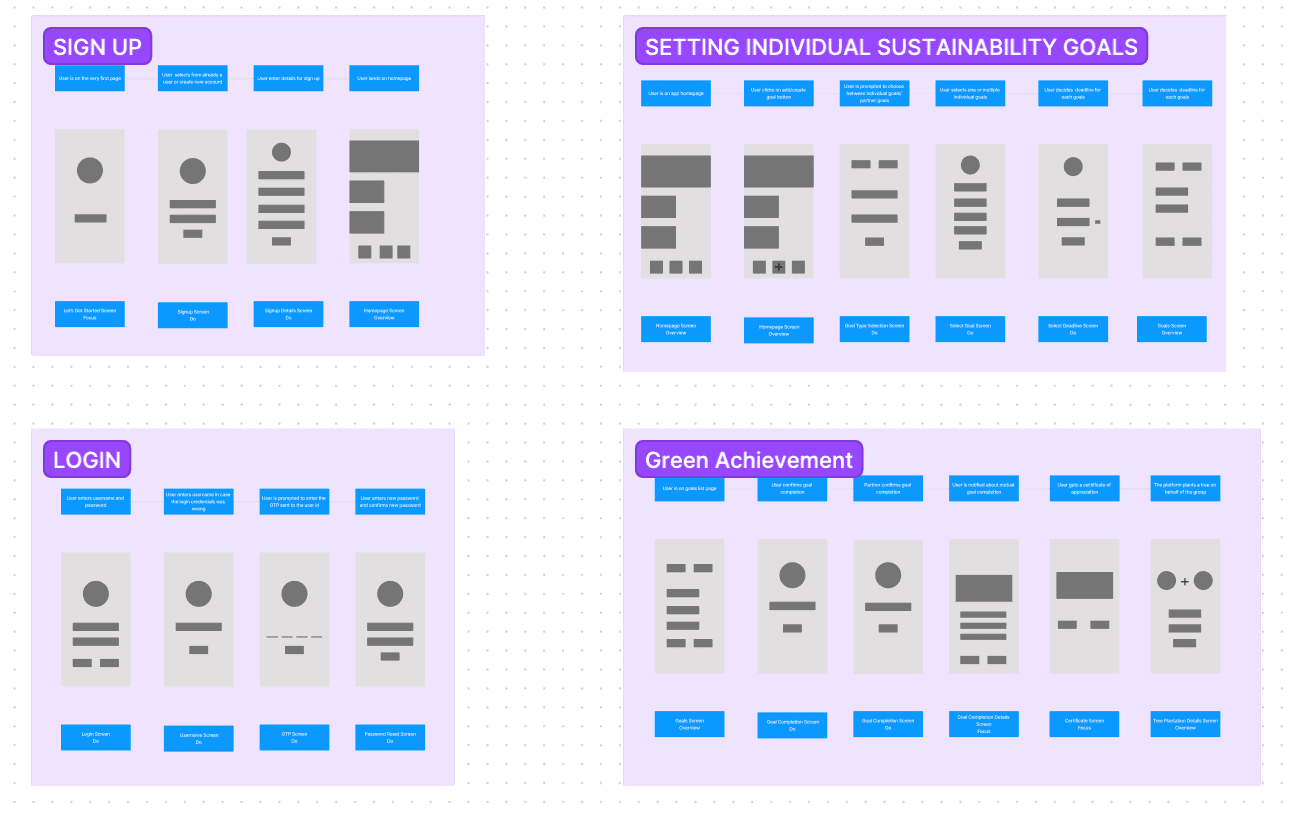 SIGN UP
User is on the very first page
User selects from already a
user or create new account
User enter details for sign up
User lands on homepage
Let's Get Started Screen
Focus
Signup Screen
Do
Signup Details Screen
Do
Homepage Screen
Overview
SETTING INDIVIDUAL SUSTAINABILITY GOALS
User is on app homepage
User clicks on add/create
goal button
User is prompted to choose
between individual goals/
partner goals
User selects one or multiple
individual goals
User decides deadline for
each goals
User decides deadline for
each goals
Homepage Screen
Overview
Homepage Screen
Overview
Goal Type Selection Screen
Do
Select Goal Screen
Do
Select Deadline Screen
Do
Goals Screen
Overview
LOGIN
User enters username and
password
User enters username in case
the login credentials was
wrong
User is prompted to enter the
OTP sent to the user id
User enters new password
and confirms new password
Login Screen
Do
Username Screen
Do
OTP Screen
Do
Password Reset Screen
Do
Green Achievement
User is on goals list page
User confirms goal
completion
Partner confirms goal
completion
User is notified about mutual
goal completion
User gets a certificate of
appreciation
The platform plants a tree on
behalf of the group
Goals Screen
Overview
Goal Completion Screen
Do
Goal Completion Screen
Do
Goal Completion Details
Screen
Focus
Certificate Screen
Focus
Tree Plantation Details Screen
Overview